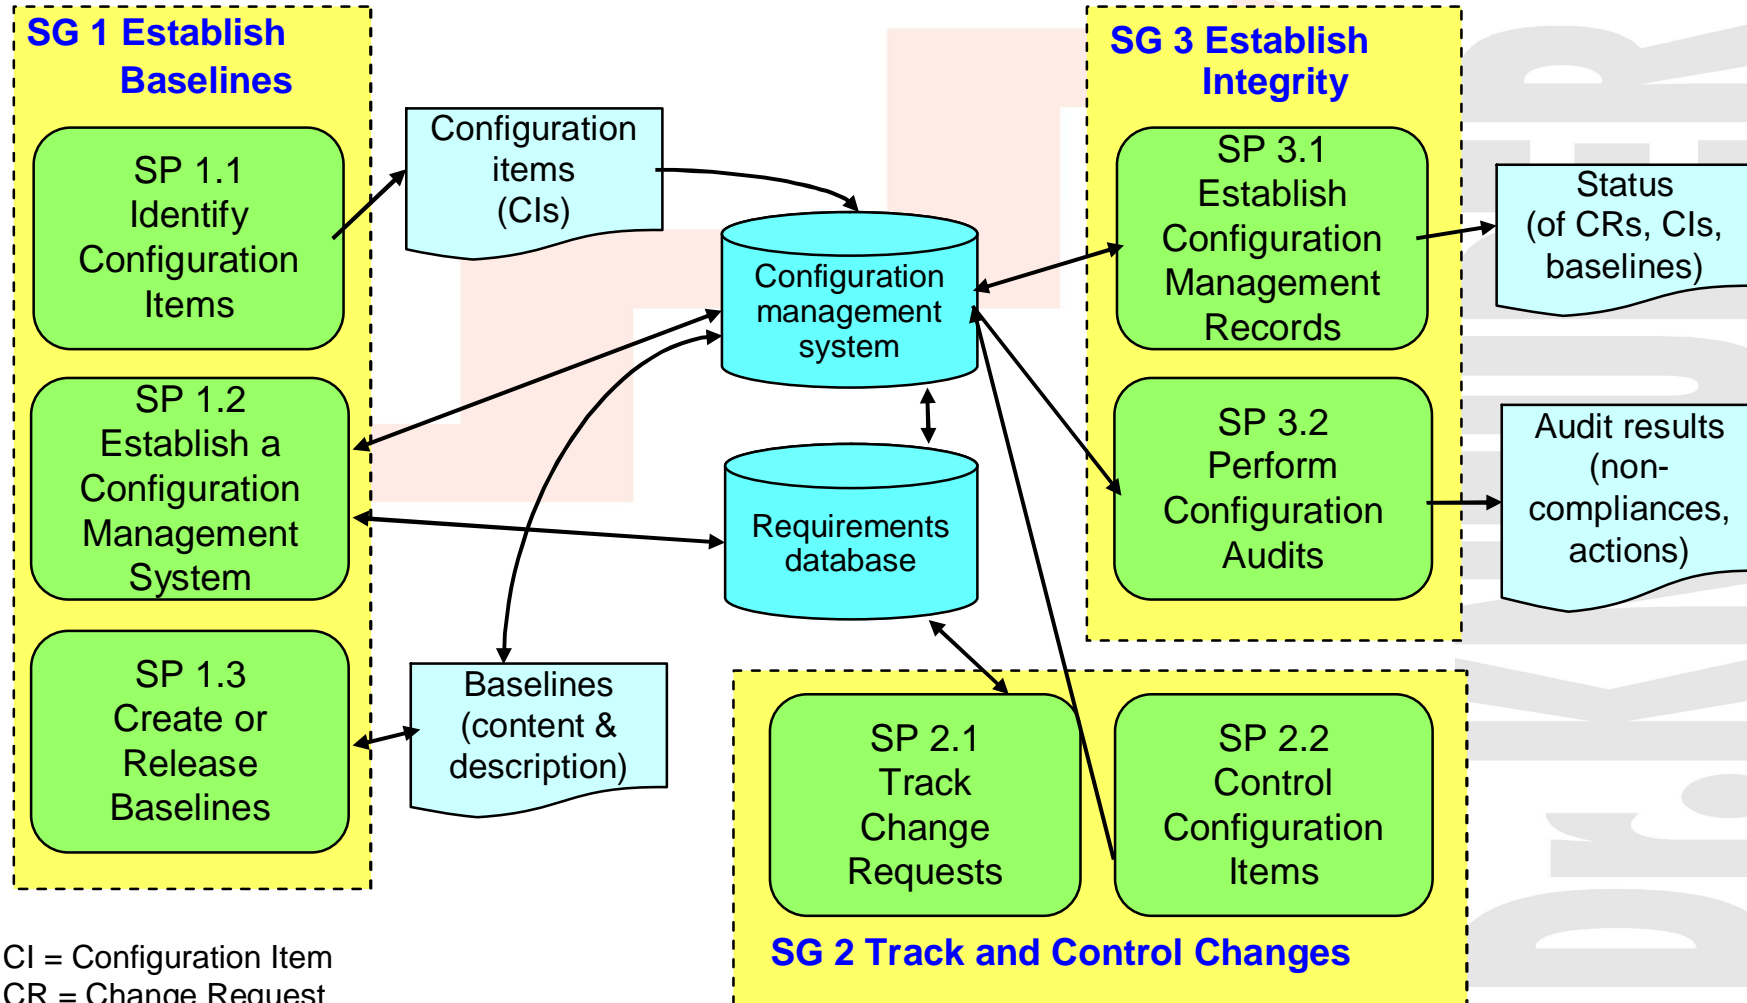 SG 1 Establish
Baselines
SP 1.1
Identify
Configuration
Items
SP 1.2
Establish a
Configuration
Management
System
SP 1.3
Create or
Release
Baselines
Configuration
items
(CIs)
Baselines
(content &
description)
Configuration
management
system
Requirements
database
SG 3 Establish
Integrity
SP 3.1
Establish
Configuration
Management
Records
SP 3.2
Perform
Configuration
Audits
Status
(of CRs, CIs,
baselines)
Audit results
(non-
compliances,
actions)
SP 2.1
Track
Change
Requests
SP 2.2
Control
Configuration
Items
SG 2 Track and Control Changes
CI = Configuration Item
CR = Change Request